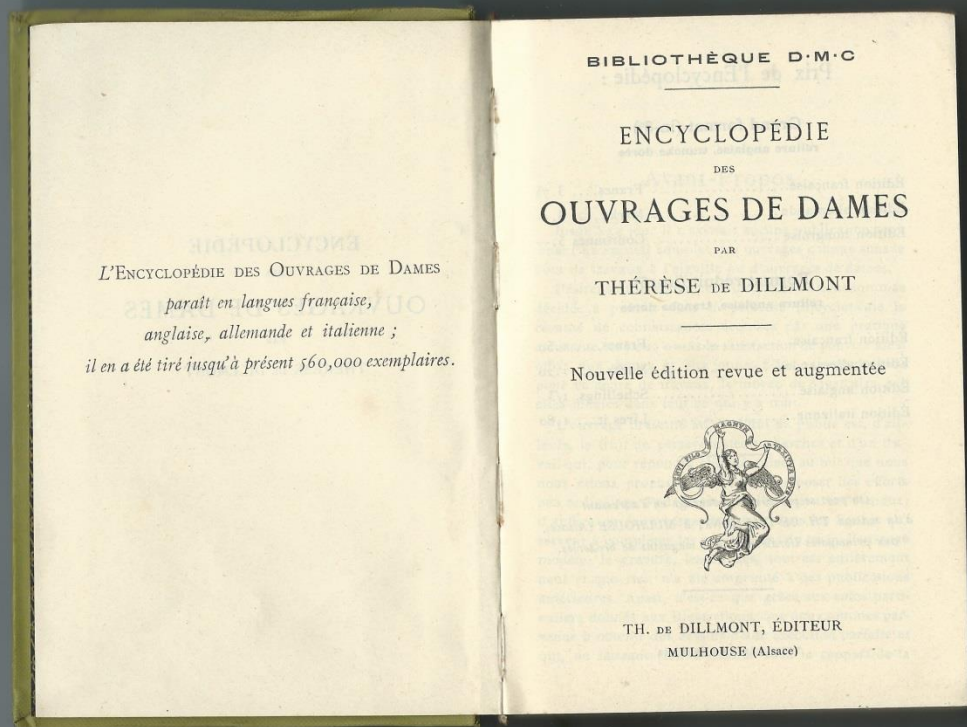 L'ENCYCLOPÉDIE DES OUVRAGES DE DAMES
paraît en langues française,
anglaise, allemande et italienne ;
il en a été tiré jusqu'à présent 560,000 exemplaires.
BIBLIOTHÈQUE D·M·C
ENCYCLOPÉDIE
DES
OUVRAGES DE DAMES
PAR
THÉRÈSE DE DILLMONT
Nouvelle édition revue et augmentée
MAGNUM
TH. DE DILLMONT, ÉDITEUR
MULHOUSE (Alsace)